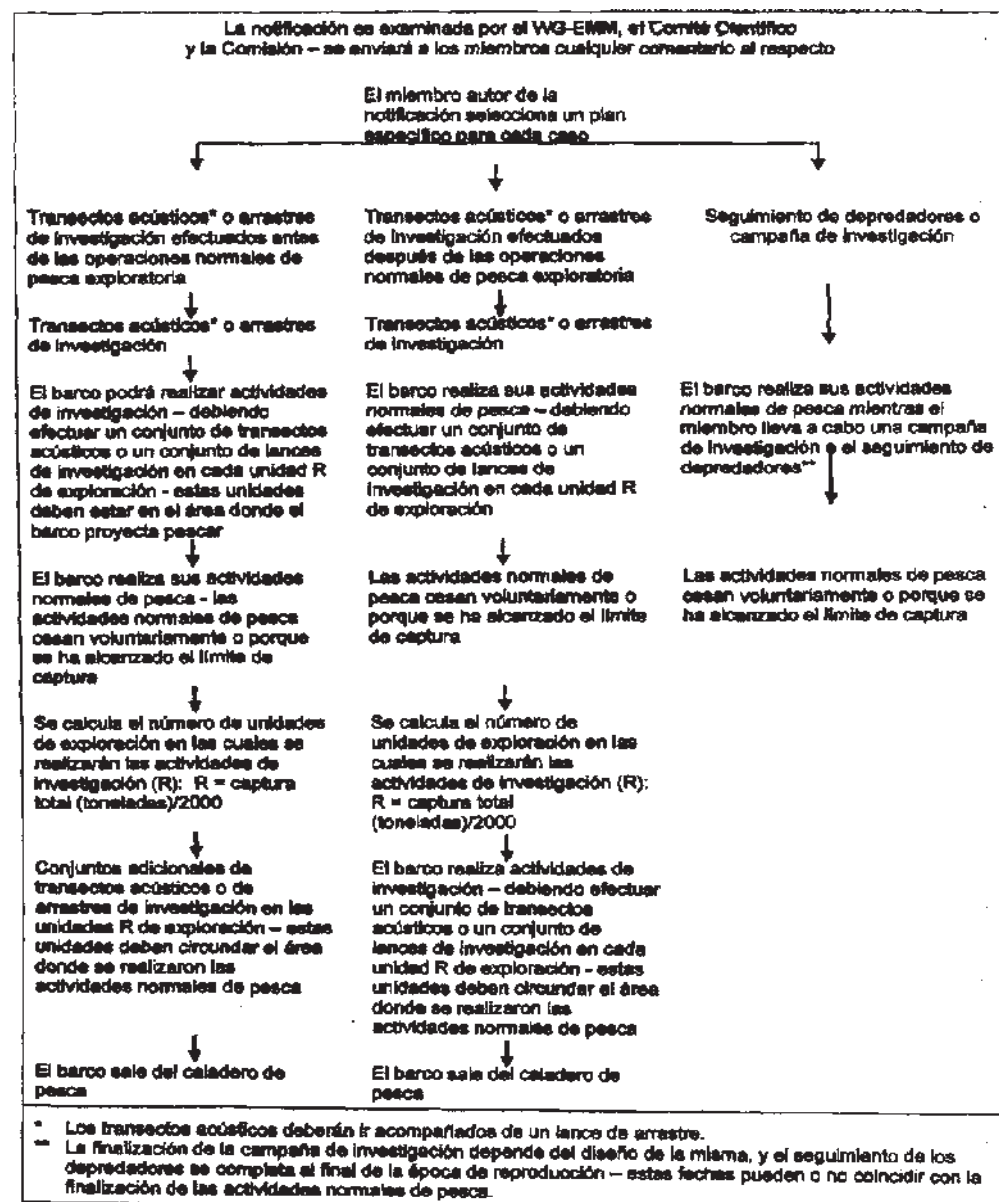 La notificación es examinada por el WG-EMM, el Comité Científico
y la Comisión – se enviará a los miembros cualquier comentario al respecto
El miembro autor de la
notificación selecciona un plan
específico para cada caso
Transectos acústicos* o arrastres
de investigación efectuados antes
de las operaciones normales de
pesca exploratoria
Transectos acústicos* o arrastres
de investigación
El barco podrá realizar actividades
de investigación – debiendo
efectuar un conjunto de transectos
acústicos o un conjunto de lances
de investigación en cada unidad R
de exploración - estas unidades
deben estar en el área donde el
barco proyecta pescar
El barco realiza sus actividades
normales de pesca - las
actividades normales de pesca
cesan voluntariamente o porque
se ha alcanzado el límite de
captura
Se calcula el número de unidades
de exploración en las cuales se
realizarán las actividades de
investigación (R): R = captura
total (toneladas)/2000
Conjuntos adicionales de
transectos acústicos o de
arrastres de investigación en las
unidades R de exploración – estas
unidades deben circundar el área
donde se realizaron las
actividades normales de pesca
El barco sale del caladero de
pesca
Transectos acústicos* o arrastres
de investigación efectuados
después de las operaciones
normales de pesca exploratoria
Transectos acústicos* o arrastres
de investigación
El barco realiza sus actividades
normales de pesca – debiendo
efectuar un conjunto de
transectos acústicos o un
conjunto de lances de
investigación en cada unidad R
de exploración
Las actividades normales de
pesca cesan voluntariamente o
porque se ha alcanzado el límite
de captura
Se calcula el número de
unidades de exploración en las
cuales se realizarán las
actividades de investigación (R):
R = captura total
(toneladas)/2000
El barco realiza actividades de
investigación – debiendo efectuar
un conjunto de transectos
acústicos o un conjunto de
lances de investigación en cada
unidad R de exploración - estas
unidades deben circundar el área
donde se realizaron las
actividades normales de pesca
El barco sale del caladero de
pesca
Seguimiento de depredadores o
campaña de investigación
El barco realiza sus actividades
normales de pesca mientras el
miembro lleva a cabo una campaña
de investigación o el seguimiento de
depredadores**
Las actividades normales de pesca
cesan voluntariamente o porque se
ha alcanzado el límite de captura
* Los transectos acústicos deberán ir acompañados de un lance de arrastre.
** La finalización de la campaña de investigación depende del diseño de la misma, y el seguimiento de los
depredadores se completa al final de la época de reproducción – estas fechas pueden o no coincidir con la
finalización de las actividades normales de pesca.